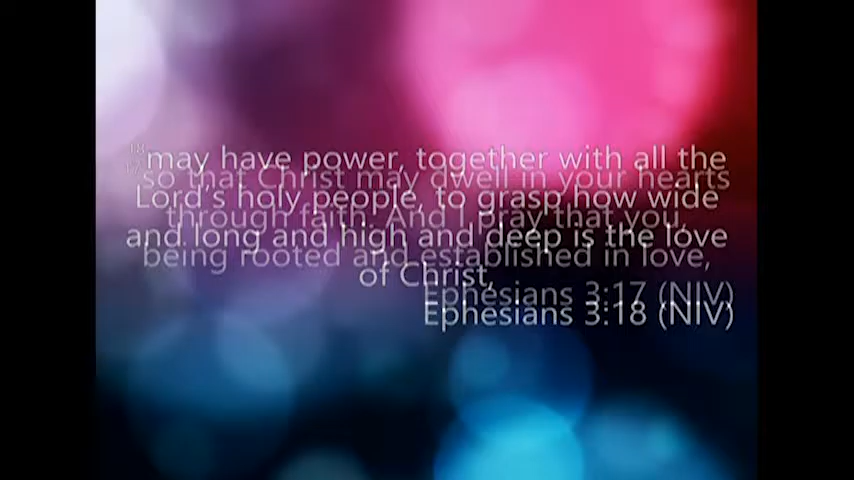 17 so that Christ may dwell in your hearts
through faith. And I pray that you,
being rooted and established in love,
Ephesians 3:17 (NIV)
18 may have power, together with all the
Lord's holy people, to grasp how wide
and long and high and deep is the love
of Christ,
Ephesians 3:18 (NIV)